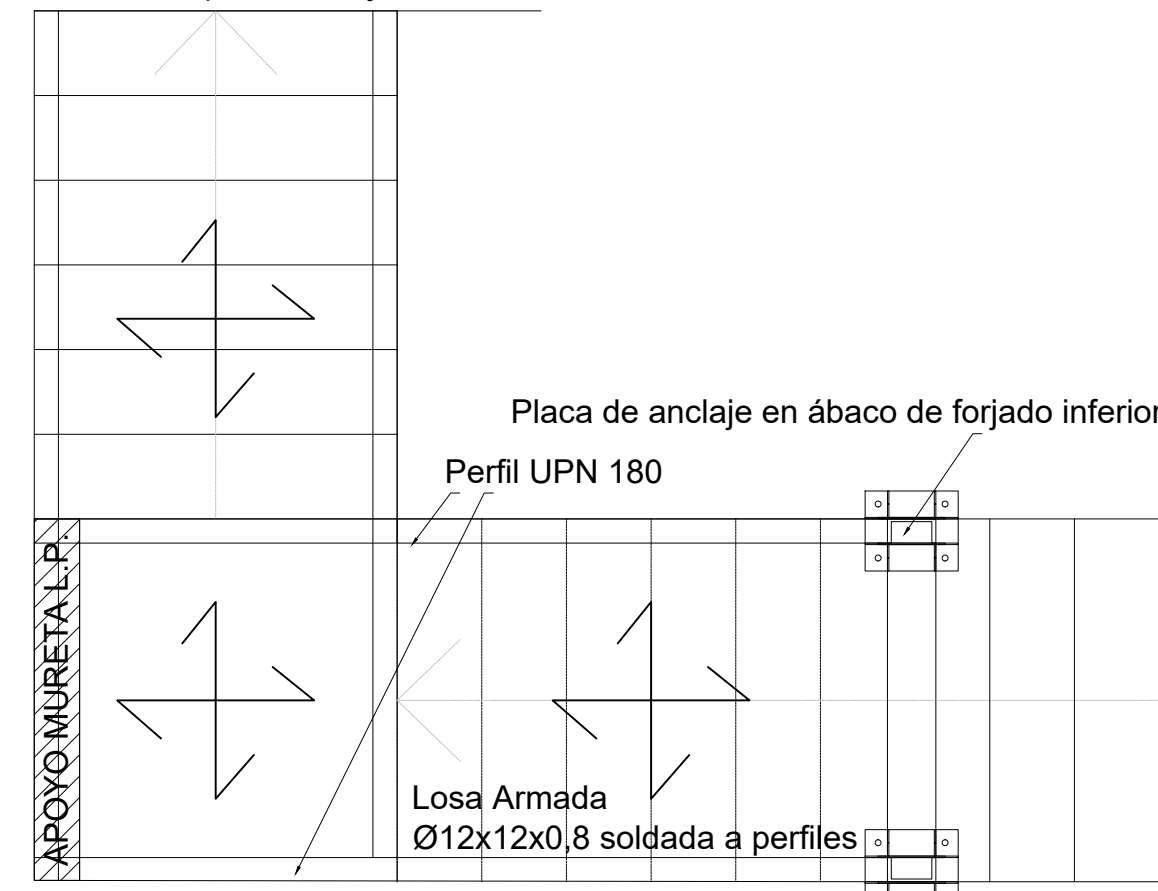 Placa de anclaje en ábaco de forjado inferior
Perfil UPN 180
APOYO MURETA L.P.
Losa Armada
Ø12x12x0,8 soldada a perfiles